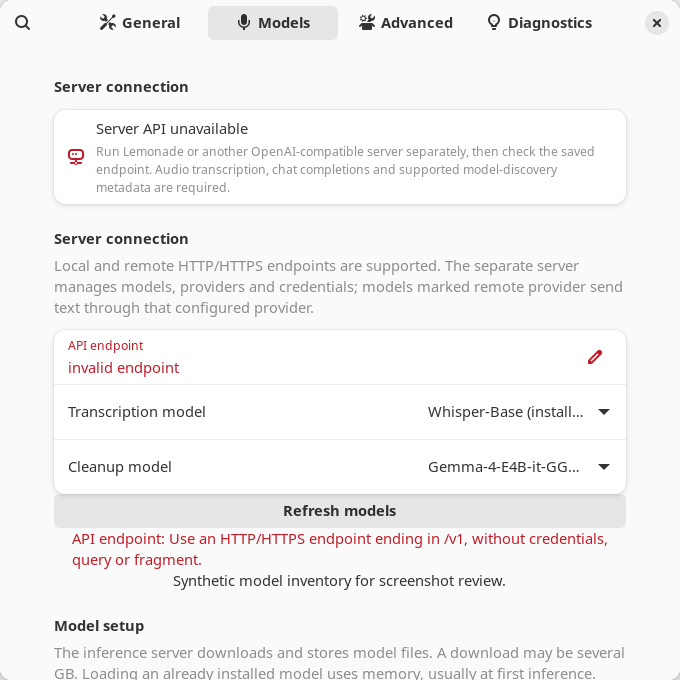 General
Models
Advanced
Diagnostics
Server connection
Server API unavailable
Run Lemonade or another OpenAI-compatible server separately, then check the saved
endpoint. Audio transcription, chat completions and supported model-discovery
metadata are required.
Server connection
Local and remote HTTP/HTTPS endpoints are supported. The separate server
manages models, providers and credentials; models marked remote provider send
text through that configured provider.
API endpoint
invalid endpoint
Transcription model
Whisper-Base (install...
Cleanup model
Gemma-4-E4B-it-GG...
Refresh models
API endpoint: Use an HTTP/HTTPS endpoint ending in /v1, without credentials,
query or fragment.
Synthetic model inventory for screenshot review.
Model setup
The inference server downloads and stores model files. A download may be several
GB. Loading an already installed model uses memory, usually at first inference.